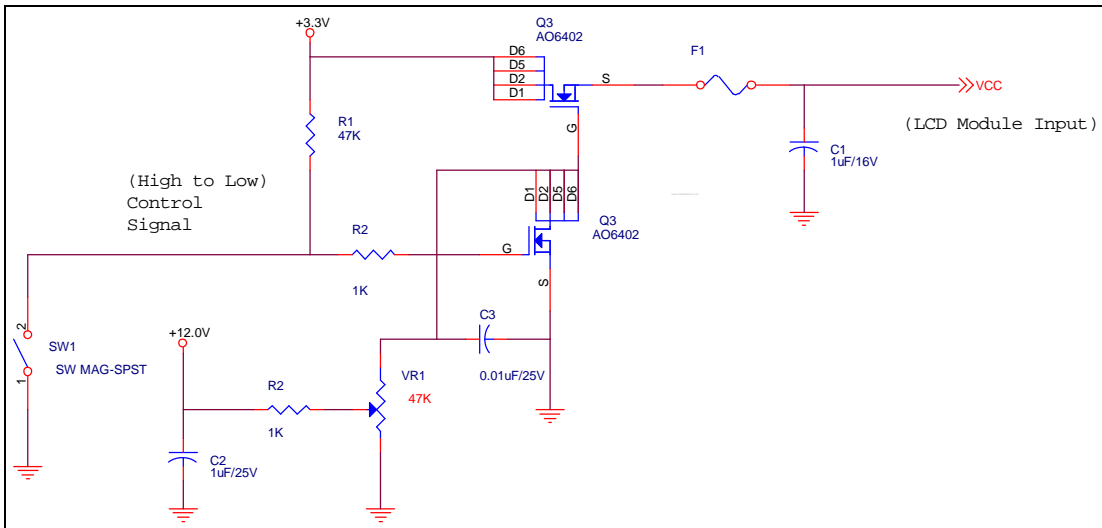 +3.3V
Q3
AO6402
D6
D5
D2
D1
S
G
F1
VCC
(LCD Module Input)
C1
1uF/16V
R1
47K
(High to Low)
Control
Signal
D1
D2
D5
D6
Q3
AO6402
R2
1K
G
S
2
1
SW1
SW MAG-SPST
+12.0V
C3
0.01uF/25V
R2
1K
VR1
47K
C2
1uF/25V